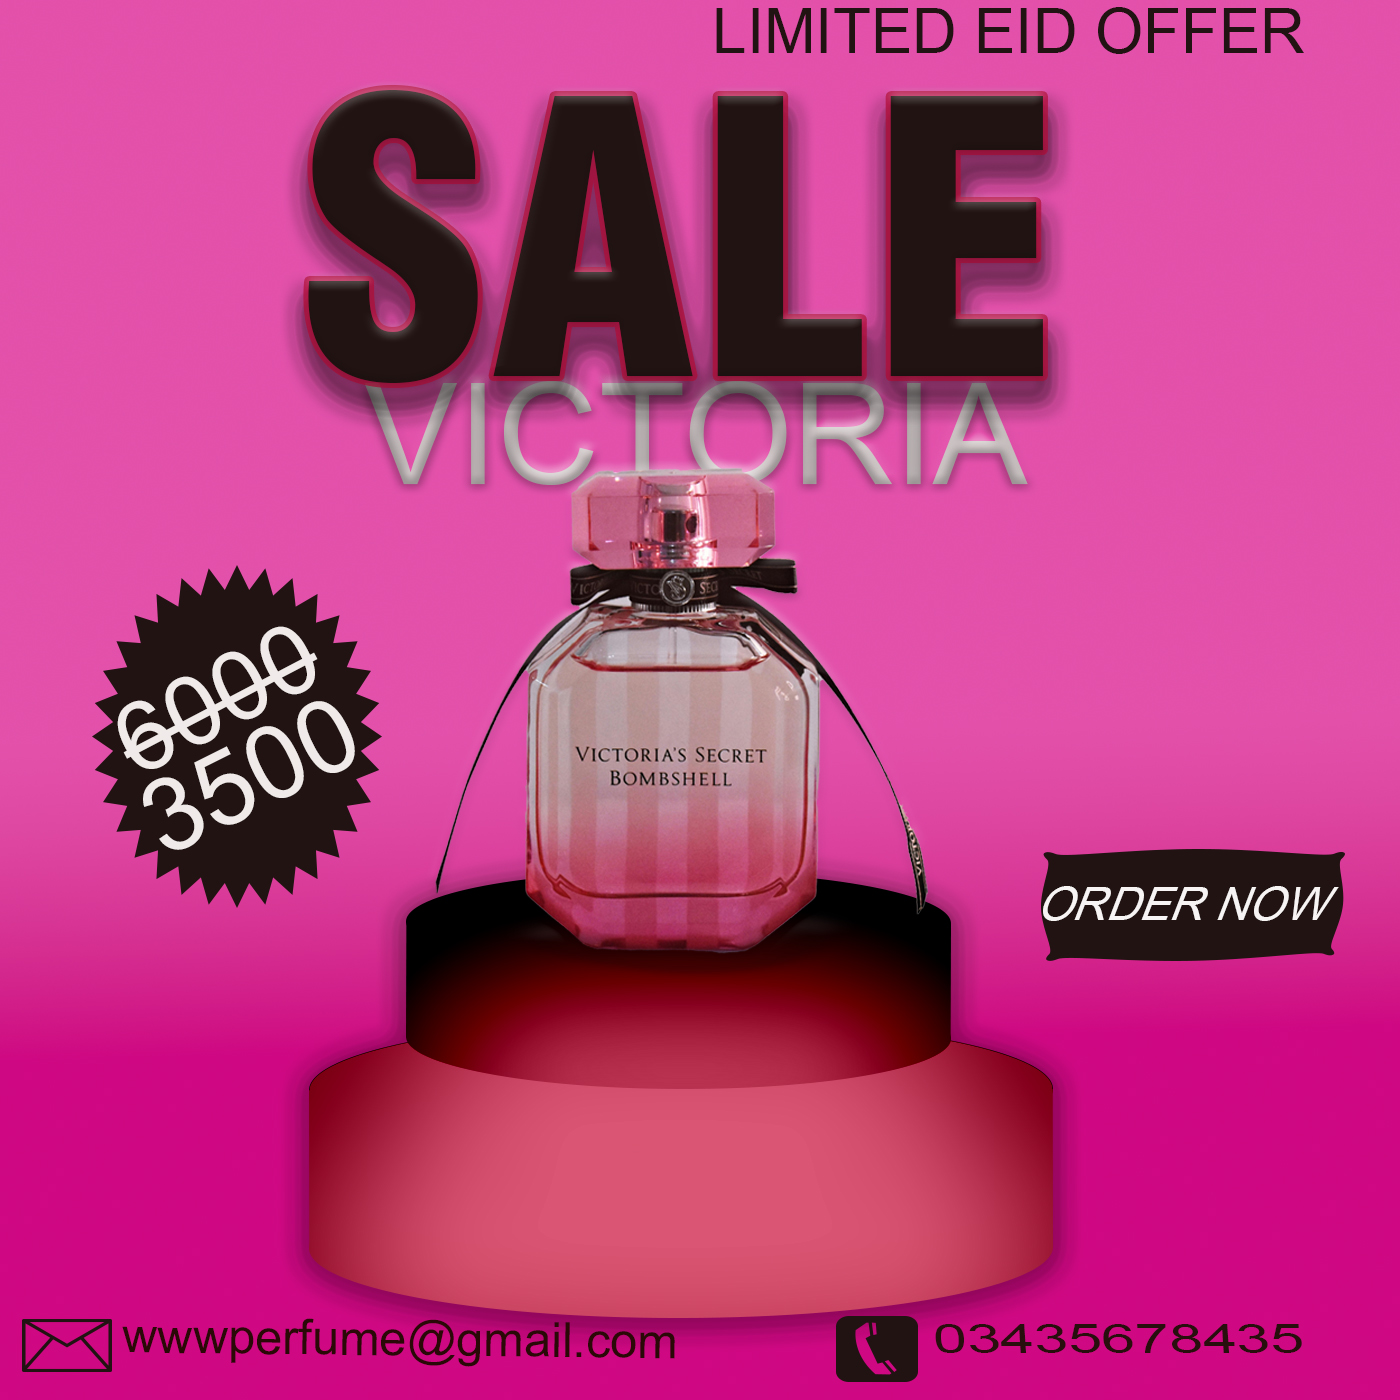 LIMITED EID OFFER
SALE
VICTORIA
VICTORIA'S SECRET
BOMBSHELL
6000
3500
ORDER NOW
wwwperfume@gmail.com
03435678435